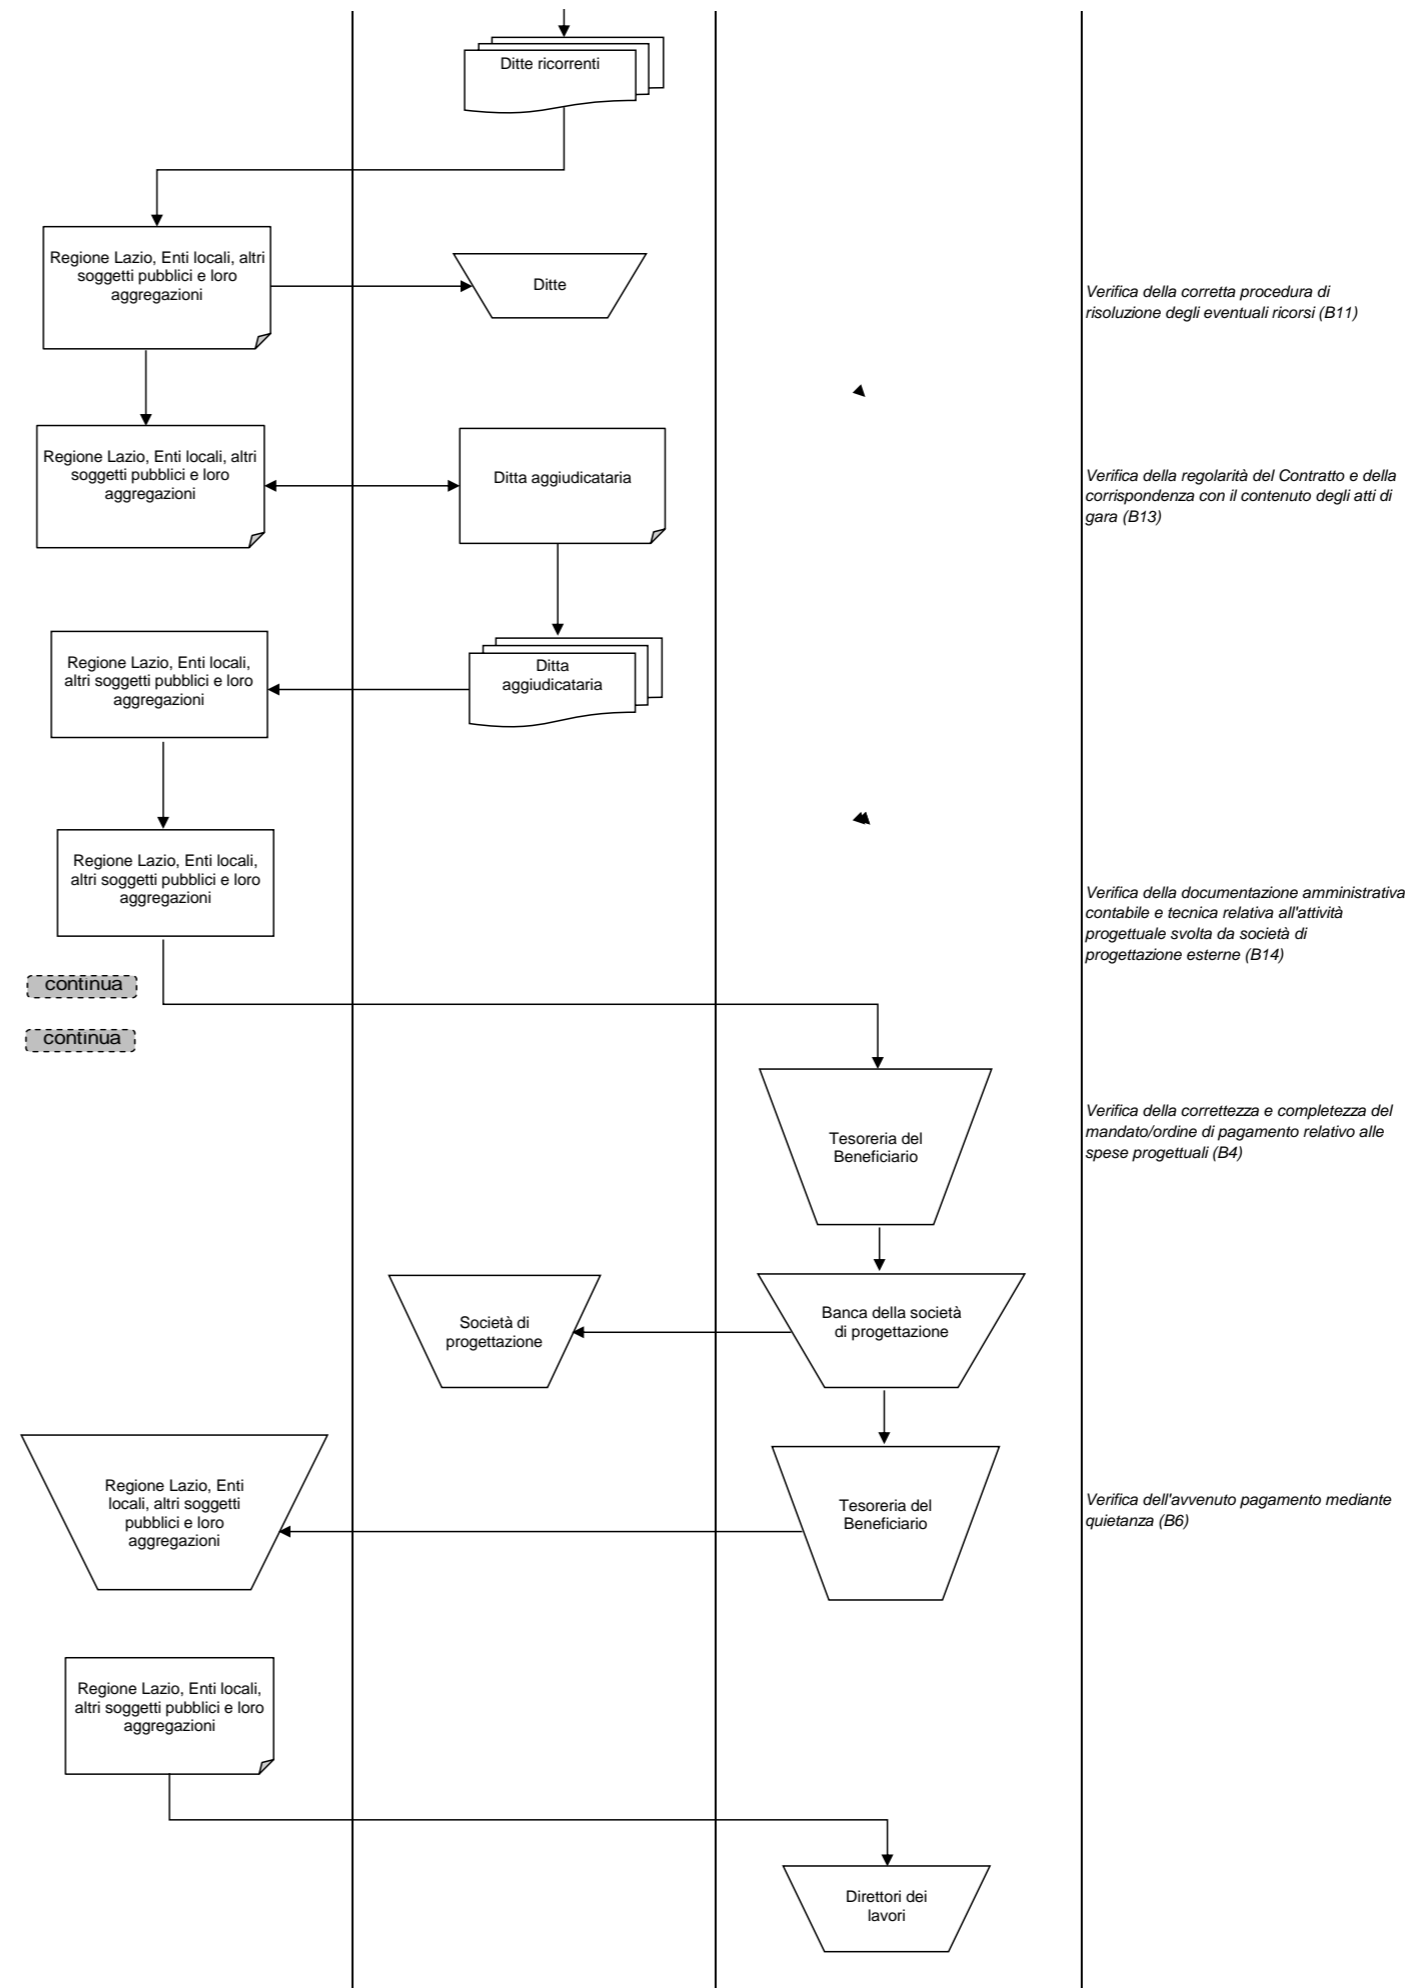 Ditte ricorrenti
Regione Lazio, Enti locali, altri
soggetti pubblici e loro
aggregazioni
Ditte
Verifica della corretta procedura di
risoluzione degli eventuali ricorsi (B11)
Regione Lazio, Enti locali, altri
soggetti pubblici e loro
aggregazioni
Ditta aggiudicataria
Verifica della regolarità del Contratto e della
corrispondenza con il contenuto degli atti di
gara (B13)
Regione Lazio, Enti locali,
altri soggetti pubblici e loro
aggregazioni
Ditta
aggiudicataria
Regione Lazio, Enti locali,
altri soggetti pubblici e loro
aggregazioni
Verifica della documentazione amministrativa
contabile e tecnica relativa all'attività
progettuale svolta da società di
progettazione esterne (B14)
continua
continua
Tesoreria del
Beneficiario
Verifica della correttezza e completezza del
mandato/ordine di pagamento relativo alle
spese progettuali (B4)
Società di
progettazione
Banca della società
di progettazione
Regione Lazio, Enti
locali, altri soggetti
pubblici e loro
aggregazioni
Tesoreria del
Beneficiario
Verifica dell'avvenuto pagamento mediante
quietanza (B6)
Regione Lazio, Enti locali,
altri soggetti pubblici e loro
aggregazioni
Direttori dei
lavori